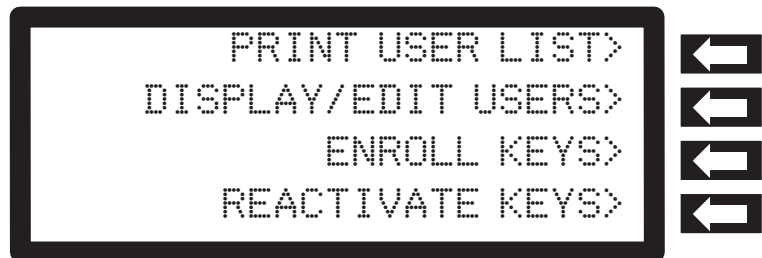 PRINT USER LIST>
DISPLAY/EDIT USERS>
ENROLL KEYS>
REACTIVATE KEYS>